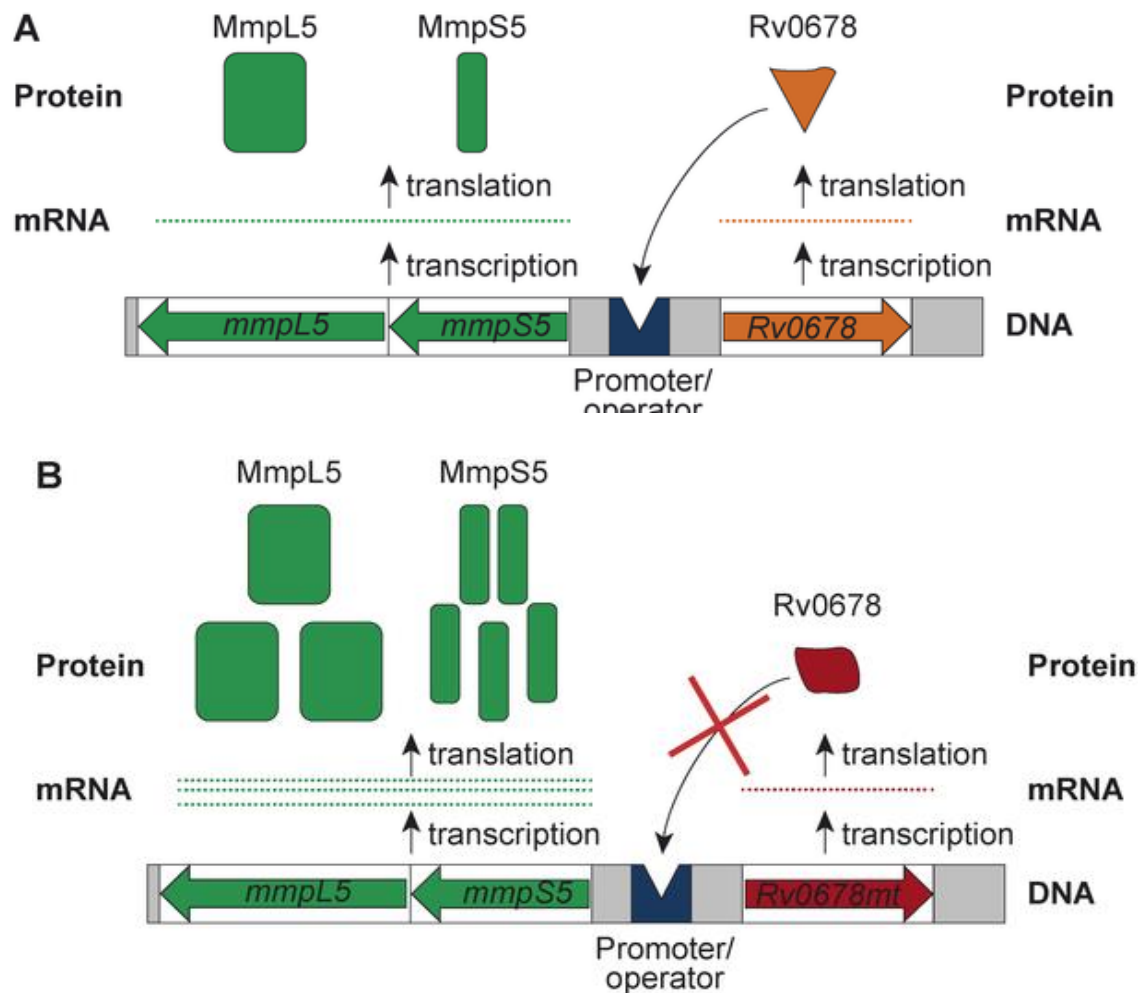 A
MmpL5 MmpS5 Rv0678
Protein Protein
translation translation
mRNA mRNA
transcription transcription
mmpL5 mmpS5 Rv0678 DNA
Promoter/
operator
B
MmpL5 MmpS5
Rv0678
Protein Protein
translation translation
mRNA mRNA
transcription transcription
mmpL5 mmpS5 Rv0678mt DNA
Promoter/
operator